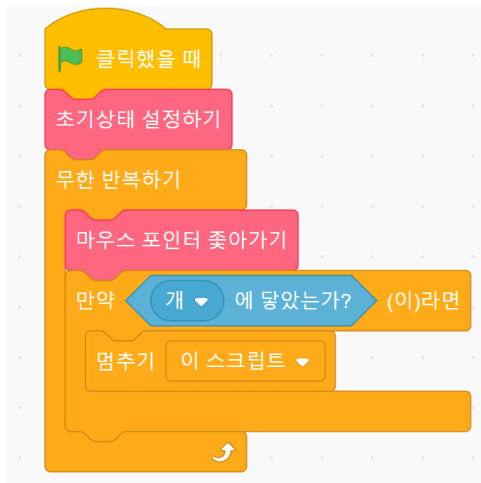 클릭했을 때
초기상태 설정하기
무한 반복하기
마우스 포인터 좇아가기
만약 개 에 닿았는가? (이)라면
멈추기 이 스크립트